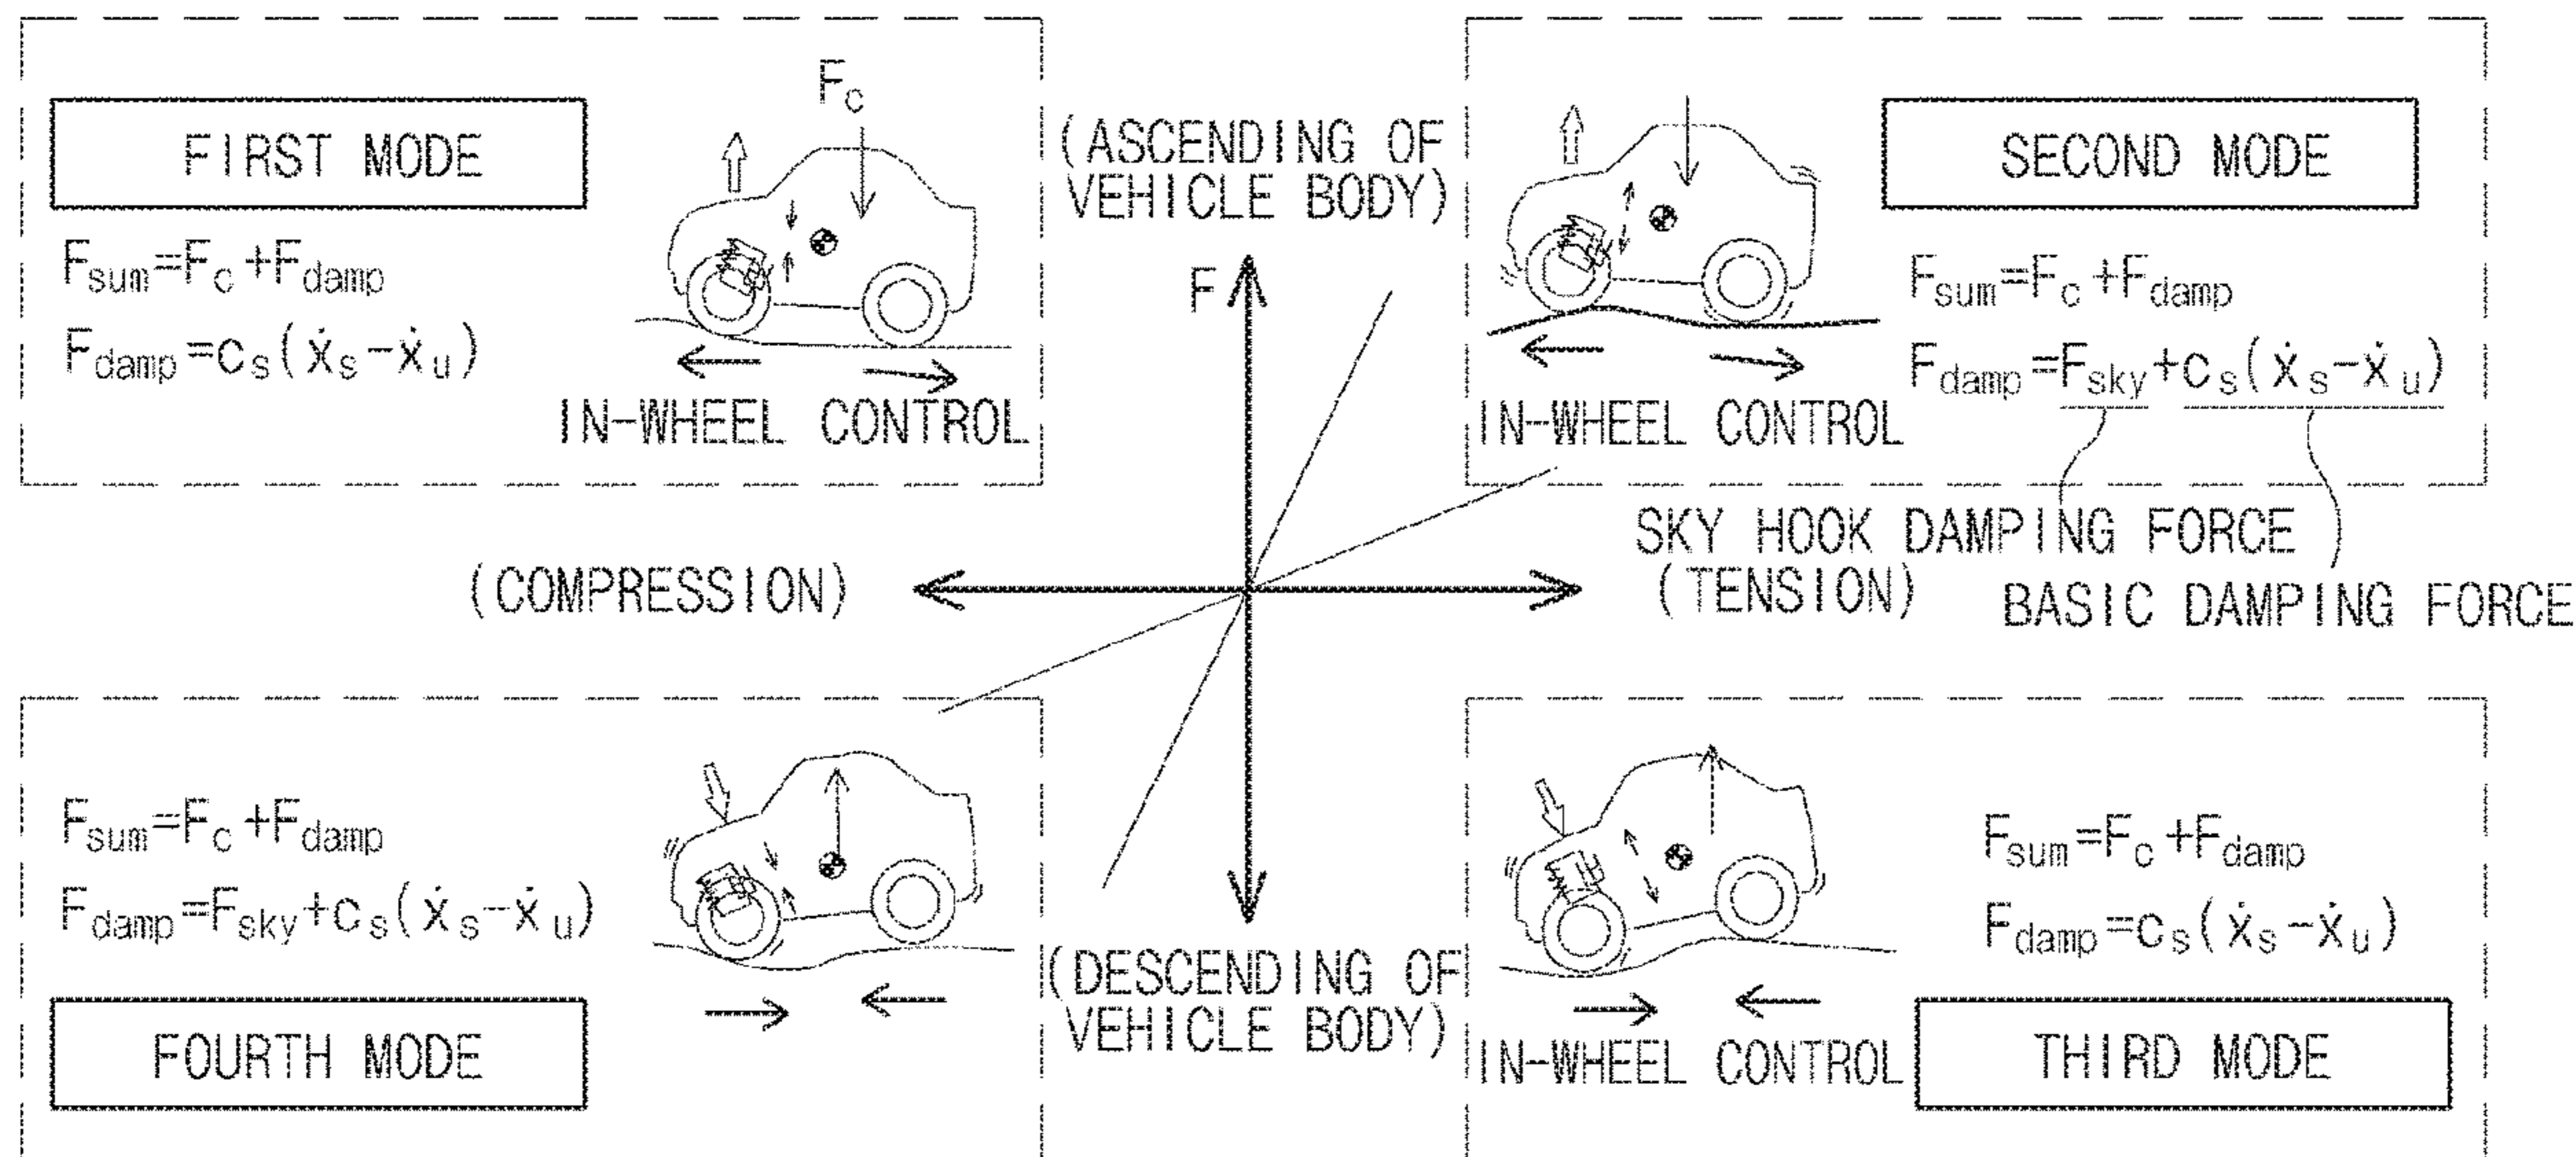 FIRST MODE
F_sum=F_c+F_damp
F_damp=c_s(ẋ_s-ẋ_u)
F_c
IN-WHEEL CONTROL
(ASCENDING OF
VEHICLE BODY)
F
SECOND MODE
F_sum=F_c+F_damp
F_damp=F_sky+c_s(ẋ_s-ẋ_u)
IN-WHEEL CONTROL
SKY HOOK DAMPING FORCE
BASIC DAMPING FORCE
(COMPRESSION)
(TENSION)
F_sum=F_c+F_damp
F_damp=F_sky+c_s(ẋ_s-ẋ_u)
FOURTH MODE
(DESCENDING OF
VEHICLE BODY)
F_sum=F_c+F_damp
F_damp=c_s(ẋ_s-ẋ_u)
IN-WHEEL CONTROL
THIRD MODE